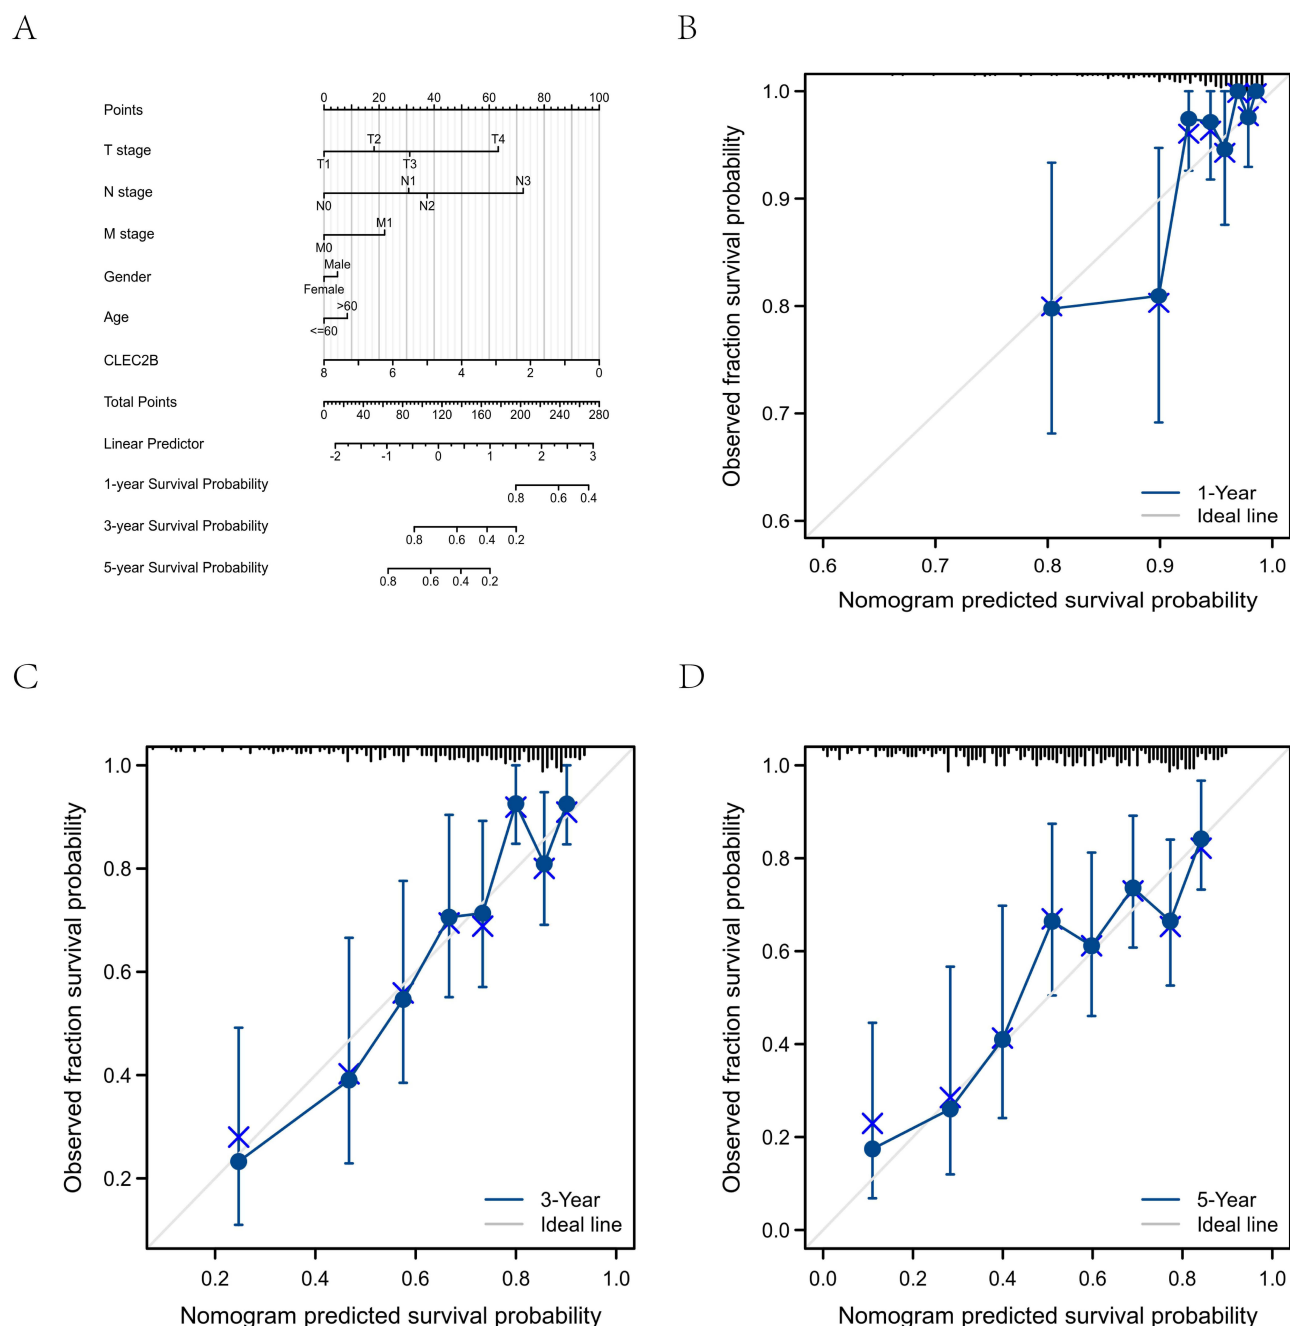 A
Points
0 20 40 60 80 100
T stage
T2 T4
T1 T3
N stage
N1 N3
N0 N2
M stage
M1
M0
Gender
Male
Female
Age
>60
<=60
CLEC2B
8 6 4 2 0
Total Points
0 40 80 120 160 200 240 280
Linear Predictor
-2 -1 0 1 2 3
1-year Survival Probability
0.8 0.6 0.4
3-year Survival Probability
0.8 0.6 0.4 0.2
5-year Survival Probability
0.8 0.6 0.4 0.2
B
Observed fraction survival probability
1.0
0.9
0.8
0.7
0.6
1-Year
Ideal line
0.6 0.7 0.8 0.9 1.0
Nomogram predicted survival probability
C
Observed fraction survival probability
1.0
0.8
0.6
0.4
0.2
3-Year
Ideal line
0.2 0.4 0.6 0.8 1.0
Nomogram predicted survival probability
D
Observed fraction survival probability
1.0
0.8
0.6
0.4
0.2
0.0
5-Year
Ideal line
0.0 0.2 0.4 0.6 0.8 1.0
Nomogram predicted survival probability